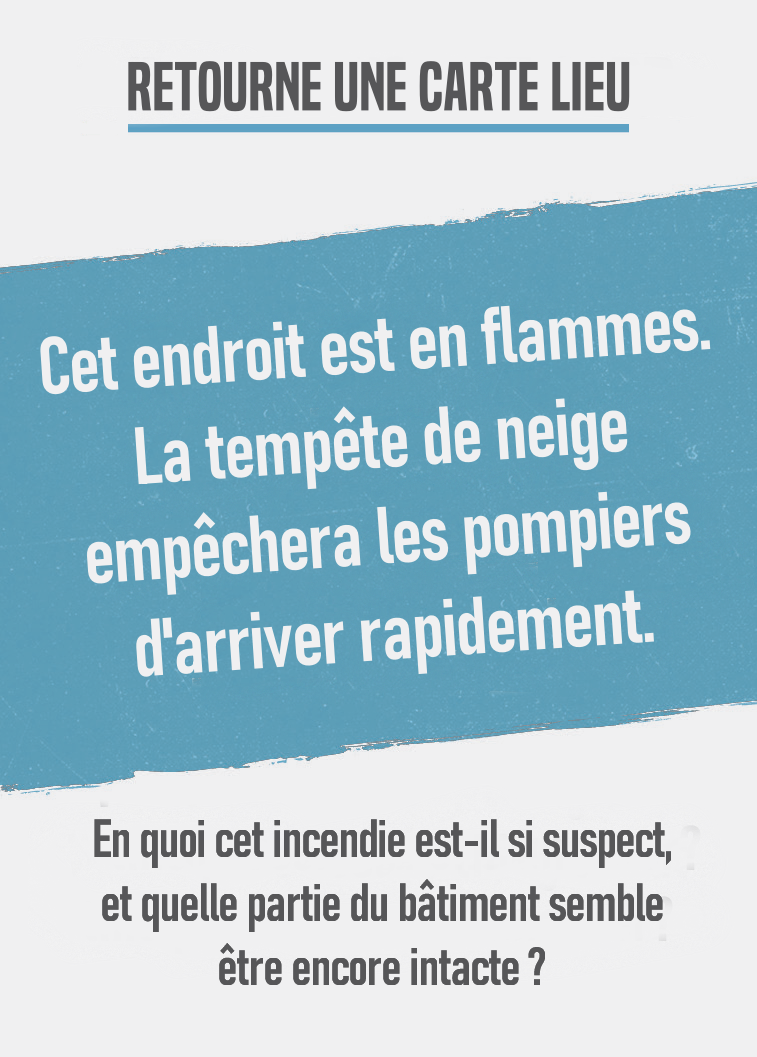 RETOURNE UNE CARTE LIEU
Cet endroit est en flammes.
La tempête de neige
empêchera les pompiers
d'arriver rapidement.
En quoi cet incendie est-il si suspect,
et quelle partie du bâtiment semble
être encore intacte ?